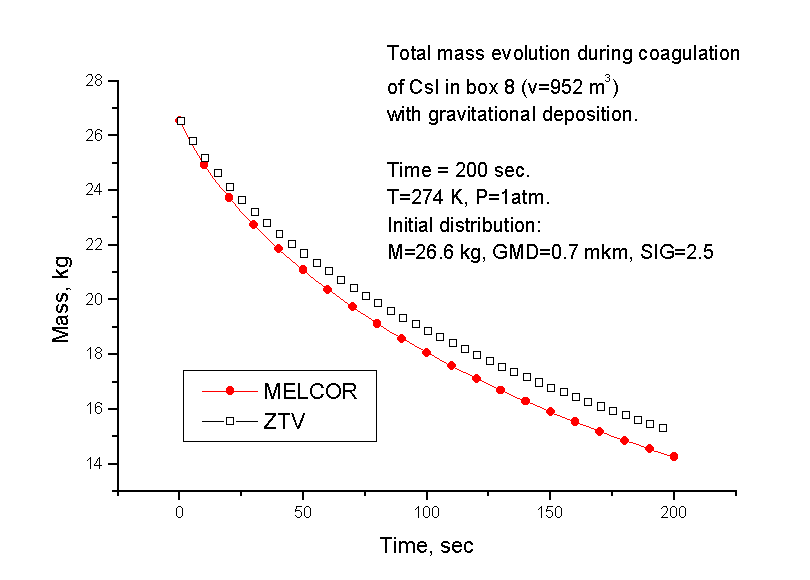 Total mass evolution during coagulation
of CsI in box 8 (v=952 m³)
with gravitational deposition.
Time = 200 sec.
T=274 K, P=1atm.
Initial distribution:
M=26.6 kg, GMD=0.7 mkm, SIG=2.5
28
26
24
22
20
18
16
14
Mass, kg
MELCOR
ZTV
0 50 100 150 200
Time, sec